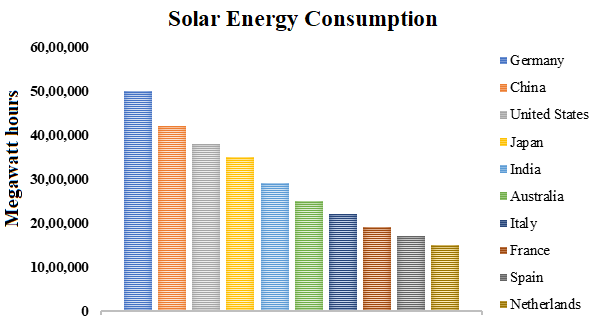 Solar Energy Consumption
Megawatt hours
60,00,000
50,00,000
40,00,000
30,00,000
20,00,000
10,00,000
0
Germany
China
United States
Japan
India
Australia
Italy
France
Spain
Netherlands